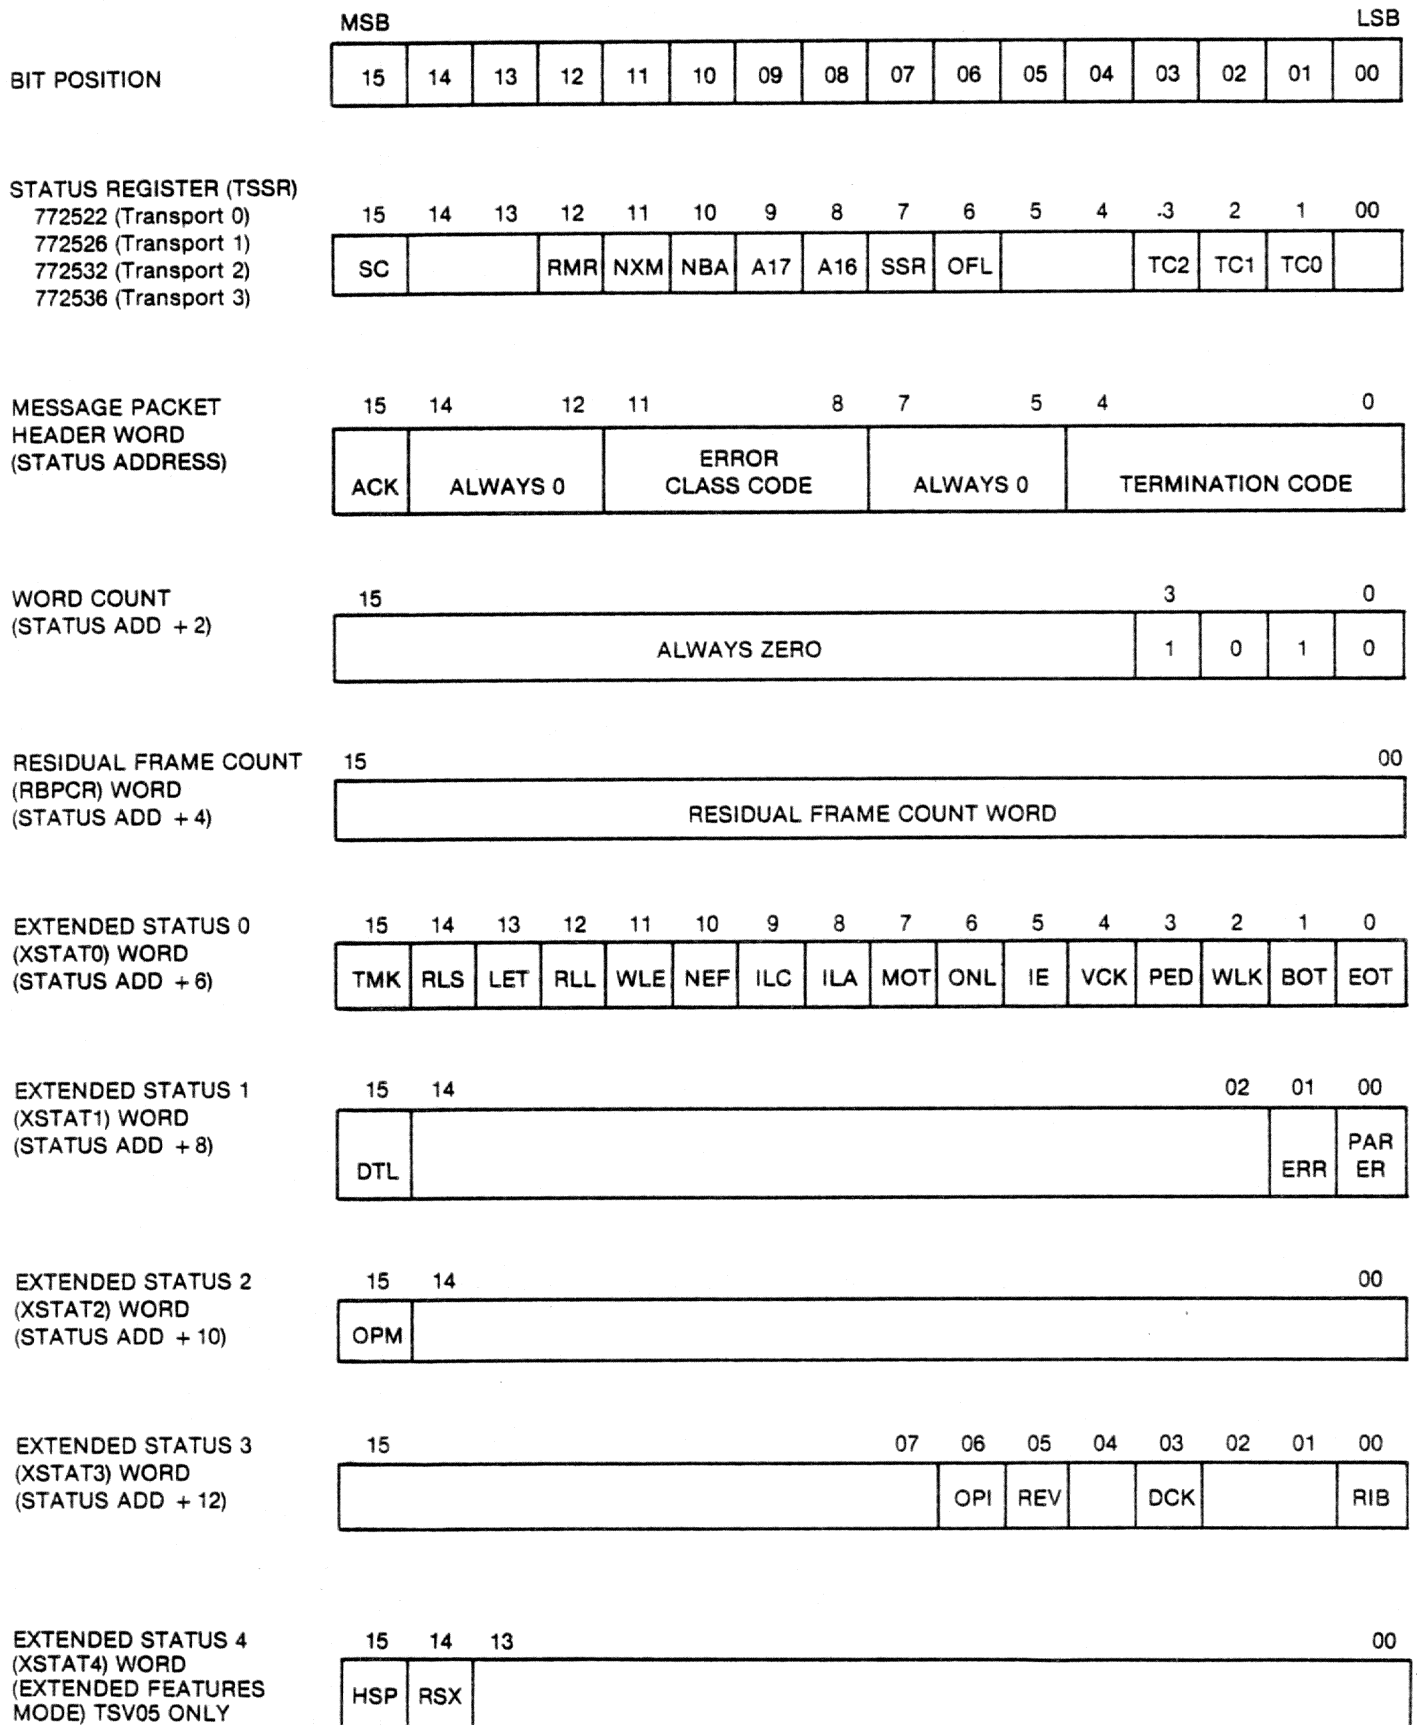 MSB LSB
BIT POSITION 15 14 13 12 11 10 09 08 07 06 05 04 03 02 01 00
STATUS REGISTER (TSSR)
772522 (Transport 0) 15 14 13 12 11 10 9 8 7 6 5 4 .3 2 1 00
772526 (Transport 1)
772532 (Transport 2) SC RMR NXM NBA A17 A16 SSR OFL TC2 TC1 TC0
772536 (Transport 3)
MESSAGE PACKET 15 14 12 11 8 7 5 4 0
HEADER WORD
(STATUS ADDRESS) ERROR
ACK ALWAYS 0 CLASS CODE ALWAYS 0 TERMINATION CODE
WORD COUNT 15 3 0
(STATUS ADD + 2)
ALWAYS ZERO 1 0 1 0
RESIDUAL FRAME COUNT 15 00
(RBPCR) WORD
(STATUS ADD + 4) RESIDUAL FRAME COUNT WORD
EXTENDED STATUS 0 15 14 13 12 11 10 9 8 7 6 5 4 3 2 1 0
(XSTAT0) WORD
(STATUS ADD + 6) TMK RLS LET RLL WLE NEF ILC ILA MOT ONL IE VCK PED WLK BOT EOT
EXTENDED STATUS 1 15 14 02 01 00
(XSTAT1) WORD
(STATUS ADD + 8) PAR
DTL ERR ER
EXTENDED STATUS 2 15 14 00
(XSTAT2) WORD
(STATUS ADD + 10) OPM
EXTENDED STATUS 3 15 07 06 05 04 03 02 01 00
(XSTAT3) WORD
(STATUS ADD + 12) OPI REV DCK RIB
EXTENDED STATUS 4 15 14 13 00
(XSTAT4) WORD
(EXTENDED FEATURES HSP RSX
MODE) TSV05 ONLY